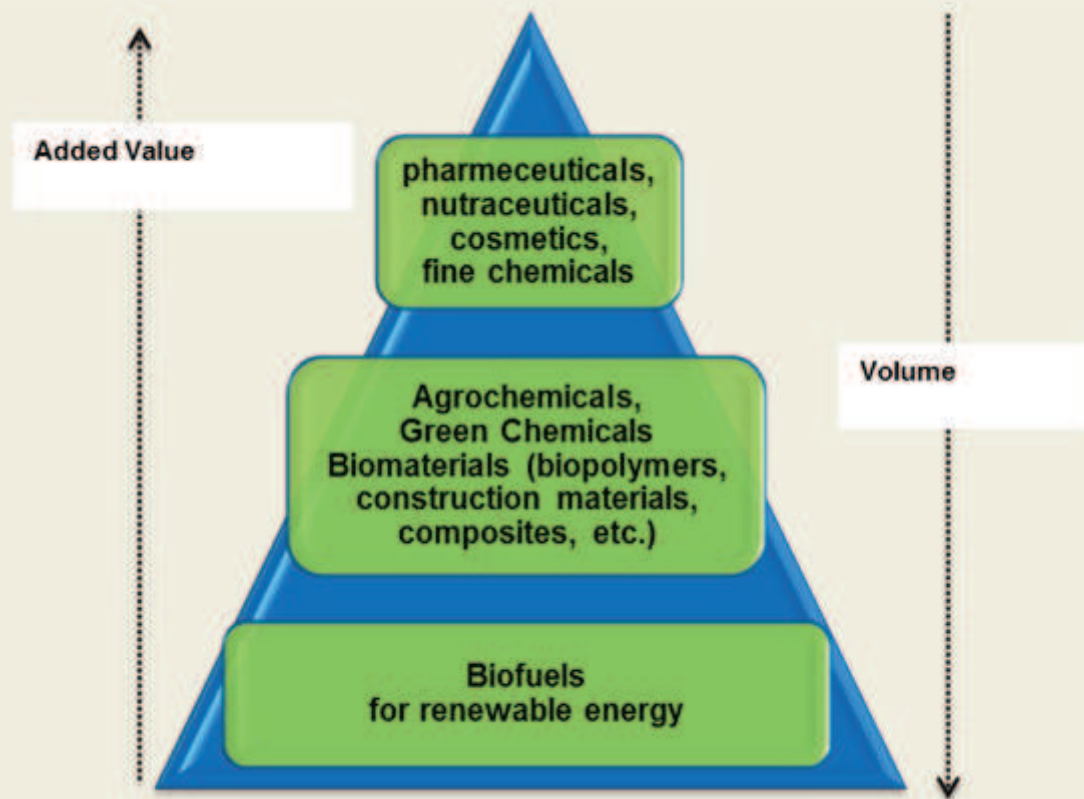 Added Value
pharmeceuticals,
nutraceuticals,
cosmetics,
fine chemicals
Volume
Agrochemicals,
Green Chemicals
Biomaterials (biopolymers,
construction materials,
composites, etc.)
Biofuels
for renewable energy